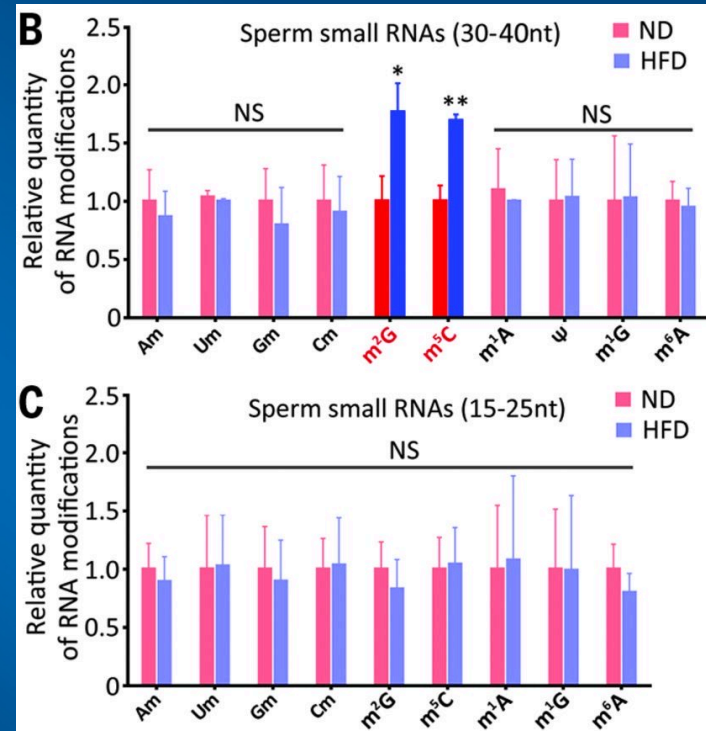 B
Sperm small RNAs (30-40nt)
ND
HFD
Relative quantity
of RNA modifications
2.5
2.0
1.5
1.0
0.5
0
NS
*
**
NS
Am Um Gm Cm m²G m⁵C m¹A Ψ m¹G m⁶A
C
Sperm small RNAs (15-25nt)
ND
HFD
Relative quantity
of RNA modifications
2.5
2.0
1.5
1.0
0.5
0
NS
Am Um Gm Cm m²G m⁵C m¹A m¹G m⁶A